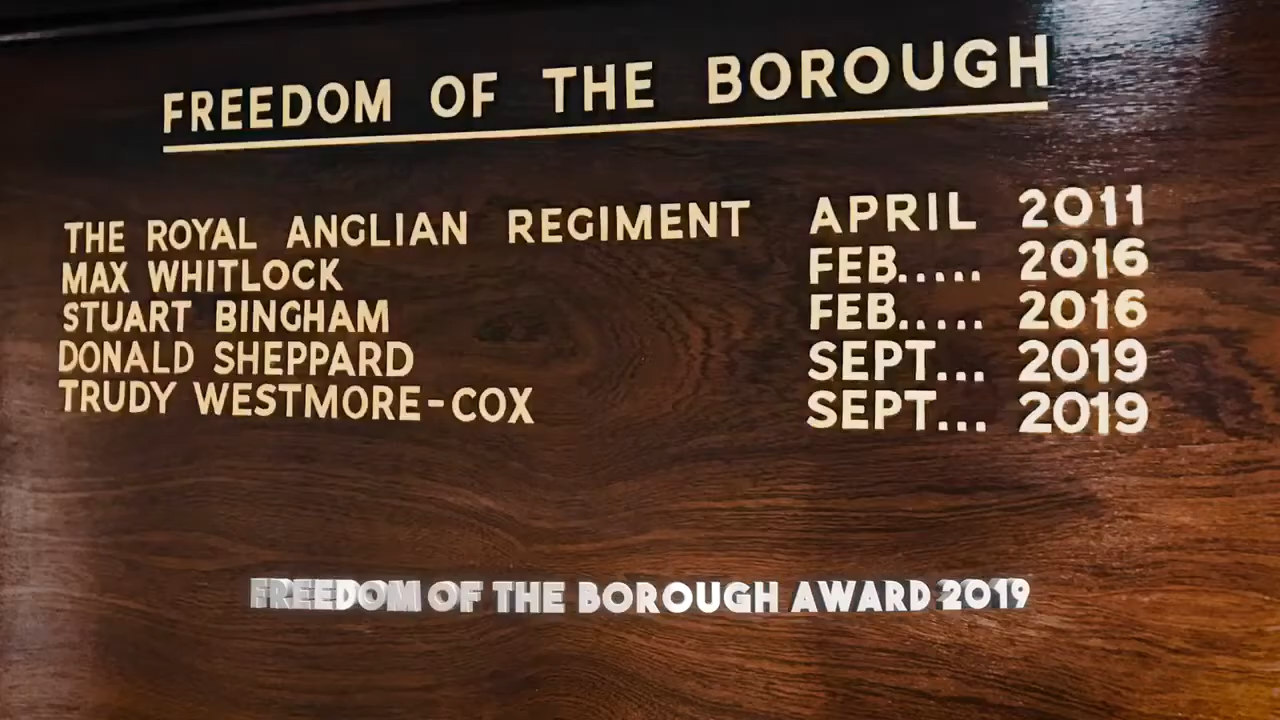 FREEDOM OF THE BOROUGH
THE ROYAL ANGLIAN REGIMENT APRIL 2011
MAX WHITLOCK FEB..... 2016
STUART BINGHAM FEB..... 2016
DONALD SHEPPARD SEPT... 2019
TRUDY WESTMORE-COX SEPT... 2019
FREEDOM OF THE BOROUGH AWARD 2019